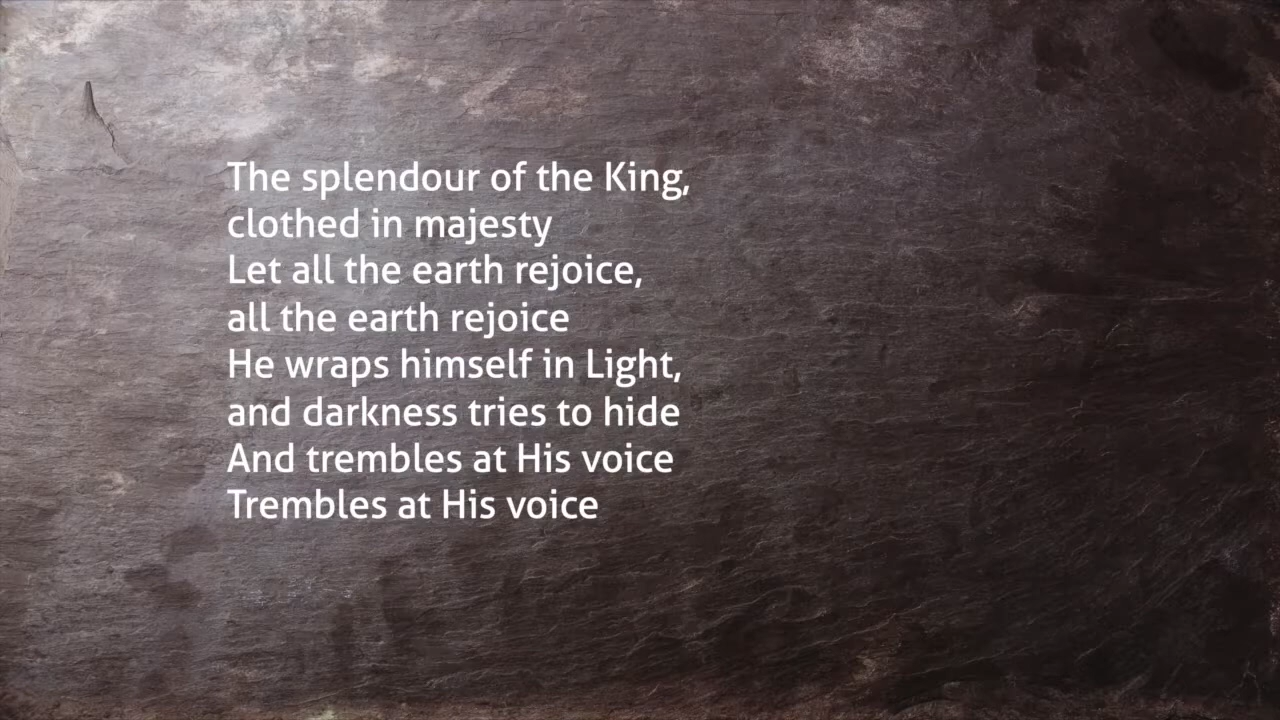 The splendour of the King,
clothed in majesty
Let all the earth rejoice,
all the earth rejoice
He wraps himself in Light,
and darkness tries to hide
And trembles at His voice
Trembles at His voice